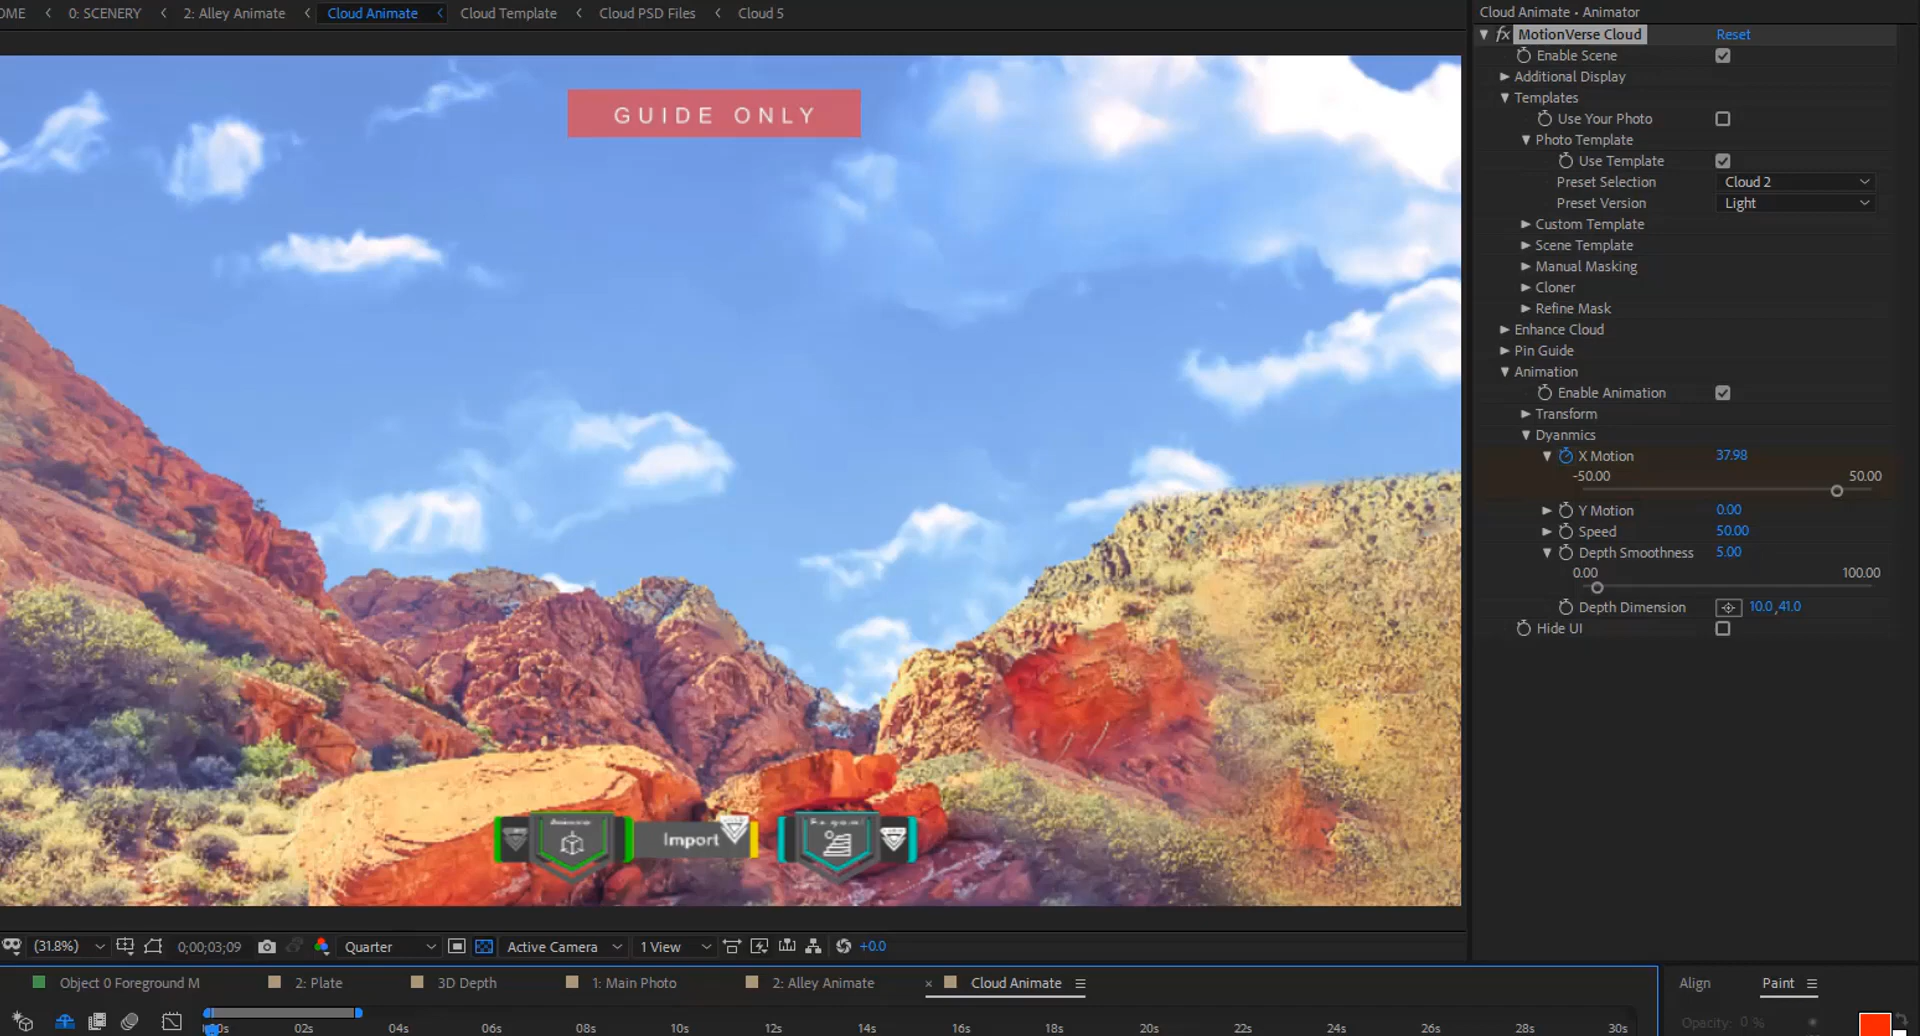 OME < 0: SCENERY < 2: Alley Animate < Cloud Animate < Cloud Template < Cloud PSD Files < Cloud 5
GUIDE ONLY
Import
Cloud Animate • Animator
fx MotionVerse Cloud Reset
Enable Scene
Additional Display
Templates
Use Your Photo
Photo Template
Use Template
Preset Selection Cloud 2
Preset Version Light
Custom Template
Scene Template
Manual Masking
Cloner
Refine Mask
Enhance Cloud
Pin Guide
Animation
Enable Animation
Transform
Dyanmics
X Motion 37.98
-50.00 50.00
Y Motion 0.00
Speed 50.00
Depth Smoothness 5.00
0.00 100.00
Depth Dimension 10.0,41.0
Hide UI
(31.8%) 0;00;03;09 Quarter Active Camera 1 View +0.0
Object 0 Foreground M 2: Plate 3D Depth 1: Main Photo 2: Alley Animate × Cloud Animate
02s 04s 06s 08s 10s 12s 14s 16s 18s 20s 22s 24s 26s 28s 30s
Align Paint
Opacity: 0 %